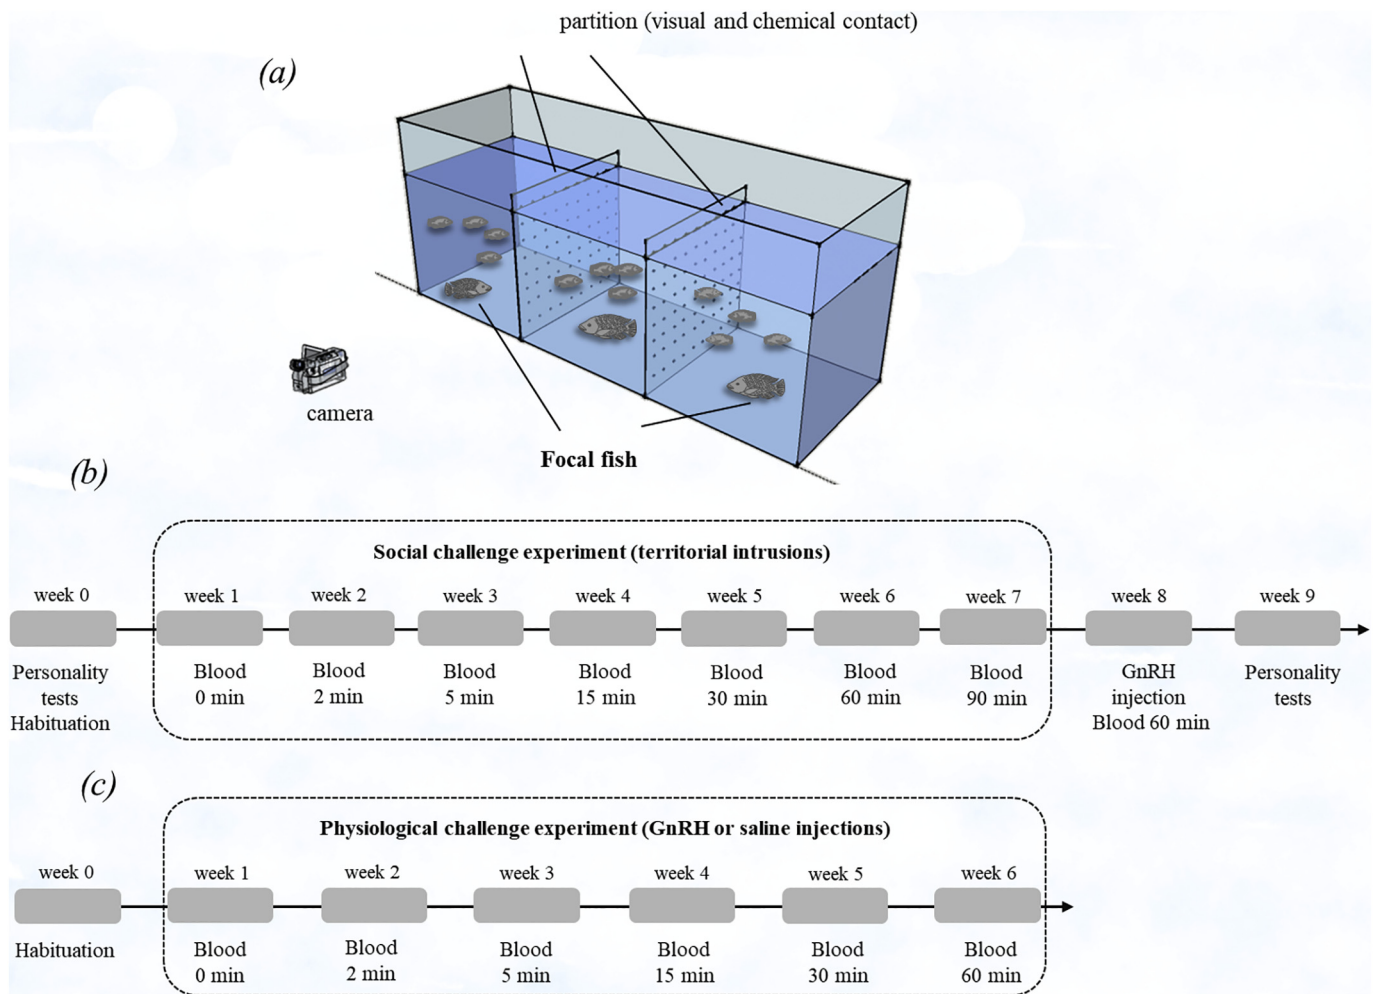 partition (visual and chemical contact)
(a)
camera
Focal fish
(b)
Social challenge experiment (territorial intrusions)
week 0
week 1
week 2
week 3
week 4
week 5
week 6
week 7
week 8
week 9
Personality
tests
Habituation
Blood
0 min
Blood
2 min
Blood
5 min
Blood
15 min
Blood
30 min
Blood
60 min
Blood
90 min
GnRH
injection
Blood 60 min
Personality
tests
(c)
Physiological challenge experiment (GnRH or saline injections)
week 0
week 1
week 2
week 3
week 4
week 5
week 6
Habituation
Blood
0 min
Blood
2 min
Blood
5 min
Blood
15 min
Blood
30 min
Blood
60 min